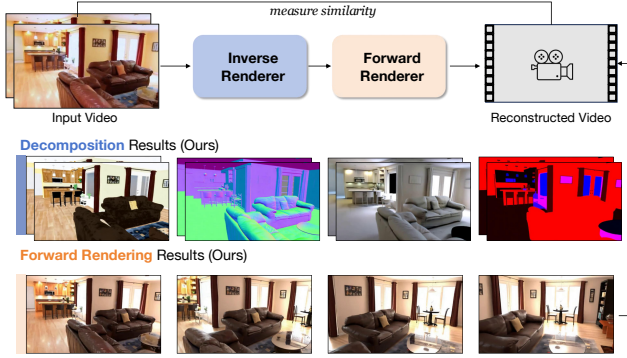 measure similarity
Inverse
Renderer
Forward
Renderer
Input Video
Reconstructed Video
Decomposition Results (Ours)
Forward Rendering Results (Ours)